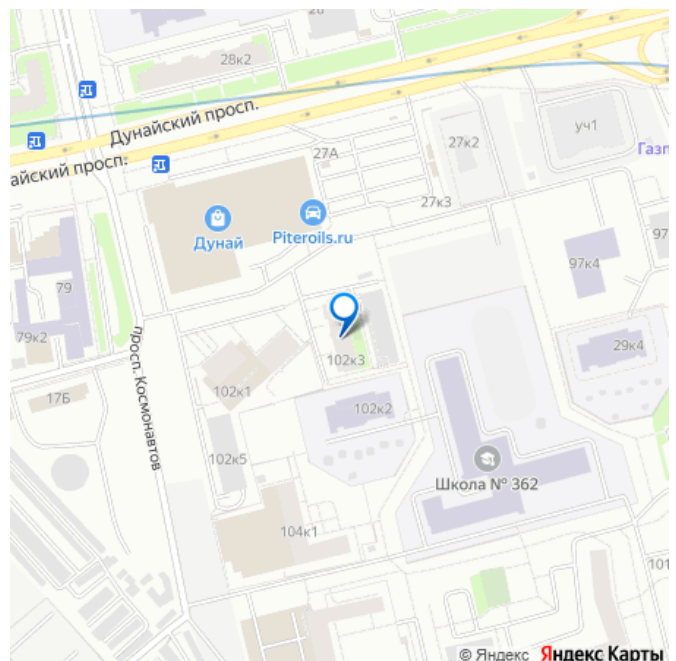 28
28к2
Дунайский просп.
айский просп.
27А
27к2
уч1
Газп
27к3
Дунай
Piteroils.ru
97
97к4
79
79к2
просп. Космонавтов
102к3
29к4
17Б
102к1
102к2
102к5
Школа № 362
104к1
101
© Яндекс Яндекс Карты